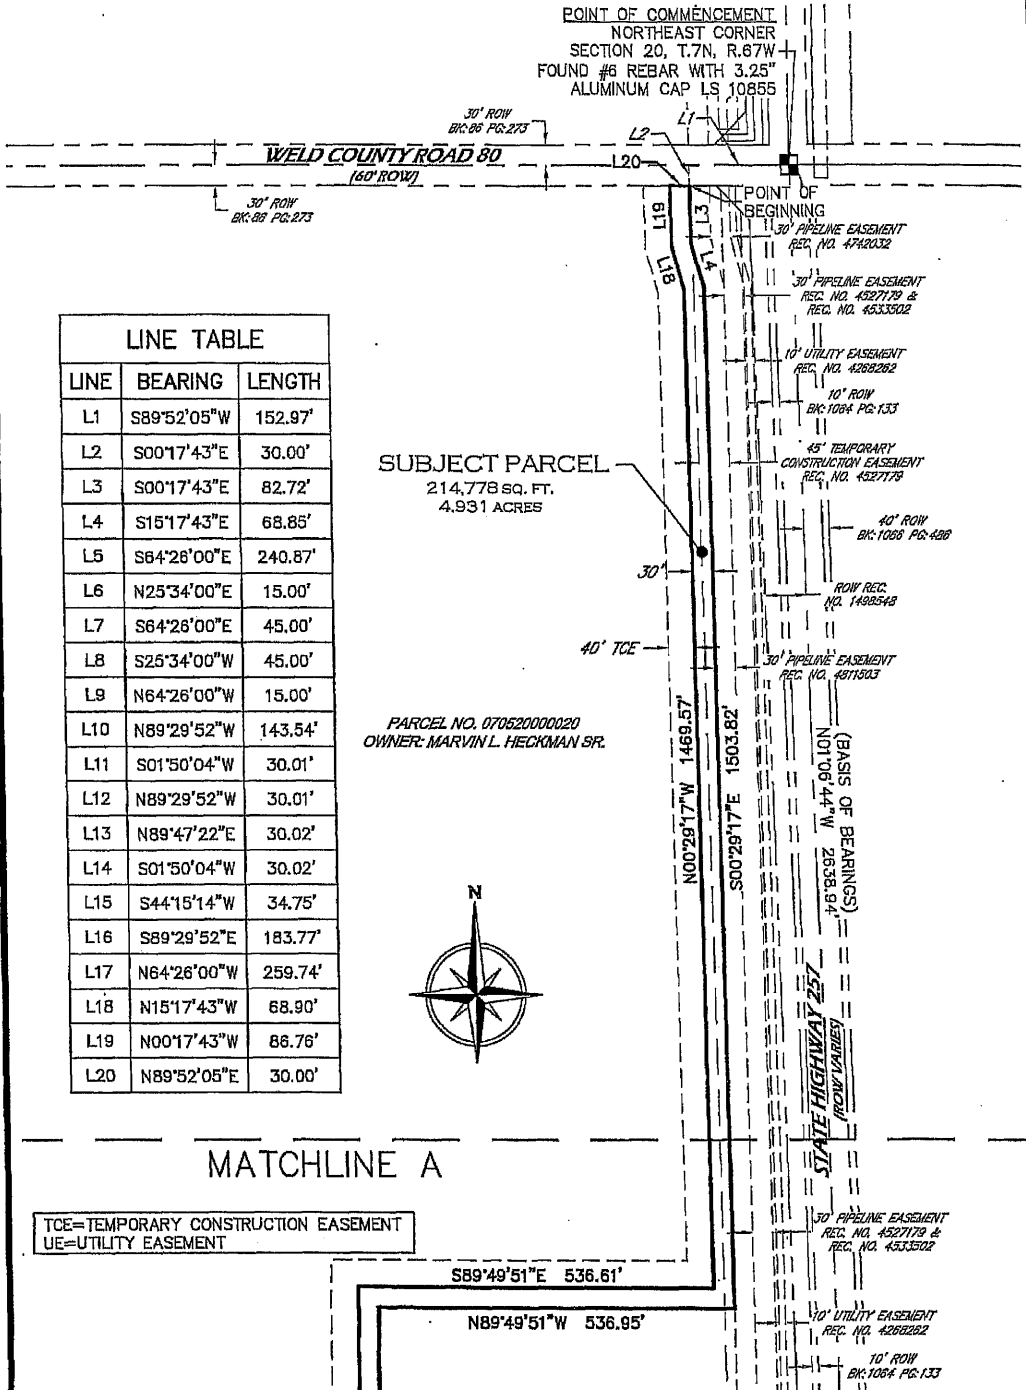 POINT OF COMMENCEMENT
NORTHEAST CORNER
SECTION 20, T.7N, R.67W
FOUND #6 REBAR WITH 3.25"
ALUMINUM CAP LS 10855
30' ROW
BK: 86 PG: 273
L2
L1
WELD COUNTY ROAD 80
(60' ROW)
L20
30' ROW
BK: 86 PG: 273
POINT OF
BEGINNING
L19
L3
L18
L4
30' PIPELINE EASEMENT
REC. NO. 4742032
30' PIPELINE EASEMENT
REC. NO. 4527179 &
REC. NO. 4533502
10' UTILITY EASEMENT
REC. NO. 4268262
10' ROW
BK: 1084 PG: 133
45' TEMPORARY
CONSTRUCTION EASEMENT
REC. NO. 4527179
40' ROW
BK: 1086 PG: 486
ROW REC.
NO. 1498548
30' PIPELINE EASEMENT
REC. NO. 4811503
LINE TABLE
LINE BEARING LENGTH
L1 S89°52'05"W 152.97'
L2 S00°17'43"E 30.00'
L3 S00°17'43"E 82.72'
L4 S15°17'43"E 68.85'
L5 S64°26'00"E 240.87'
L6 N25°34'00"E 15.00'
L7 S64°26'00"E 45.00'
L8 S25°34'00"W 45.00'
L9 N64°26'00"W 15.00'
L10 N89°29'52"W 143.54'
L11 S01°50'04"W 30.01'
L12 N89°29'52"W 30.01'
L13 N89°47'22"E 30.02'
L14 S01°50'04"W 30.02'
L15 S44°15'14"W 34.75'
L16 S89°29'52"E 183.77'
L17 N64°26'00"W 259.74'
L18 N15°17'43"W 68.90'
L19 N00°17'43"W 86.76'
L20 N89°52'05"E 30.00'
SUBJECT PARCEL
214,778 SQ. FT.
4.931 ACRES
30'
40' TCE
PARCEL NO. 070520000020
OWNER: MARVIN L. HECKMAN SR.
N00°29'17"W 1469.57'
S00°29'17"E 1503.82'
(BASIS OF BEARINGS)
N01°06'44"W 2638.94'
STATE HIGHWAY 257
(ROW VARIES)
N
MATCHLINE A
TCE=TEMPORARY CONSTRUCTION EASEMENT
UE=UTILITY EASEMENT
30' PIPELINE EASEMENT
REC. NO. 4527179 &
REC. NO. 4533502
S89°49'51"E 536.61'
N89°49'51"W 536.95'
10' UTILITY EASEMENT
REC. NO. 4268262
10' ROW
BK: 1084 PG: 133